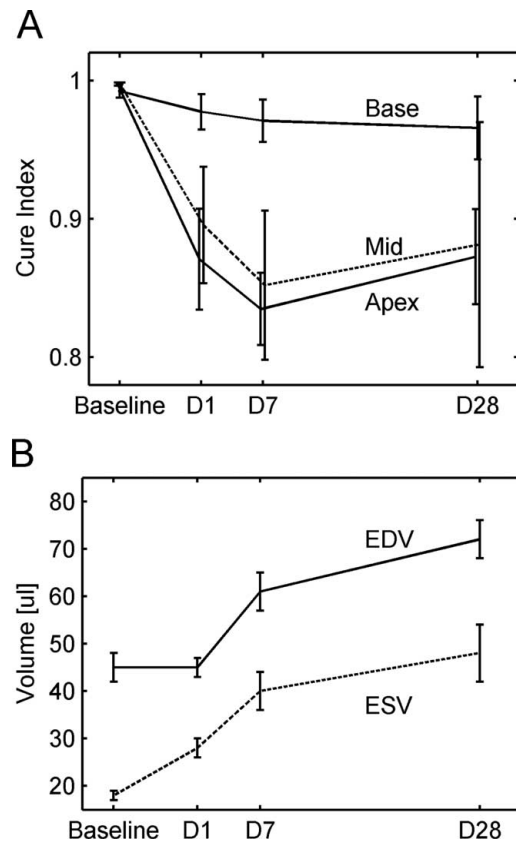 A
1
0.9
0.8
Cure Index
Base
Mid
Apex
Baseline D1 D7 D28
B
80
70
60
50
40
30
20
Volume [ul]
EDV
ESV
Baseline D1 D7 D28